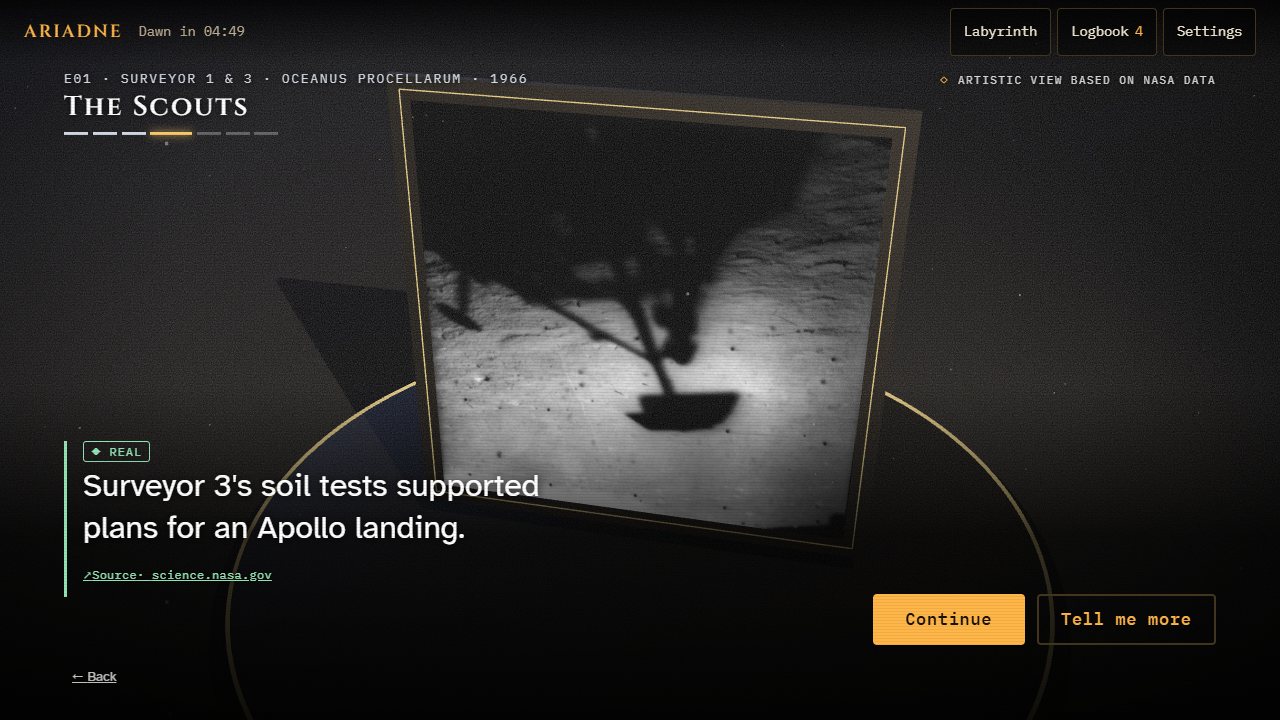 ARIADNE
Dawn in 04:49
Labyrinth
Logbook 4
Settings
E01 · SURVEYOR 1 & 3 · OCEANUS PROCELLARUM · 1966
◇ ARTISTIC VIEW BASED ON NASA DATA
THE SCOUTS
◆ REAL
Surveyor 3's soil tests supported
plans for an Apollo landing.
↗Source· science.nasa.gov
Continue
Tell me more
← Back